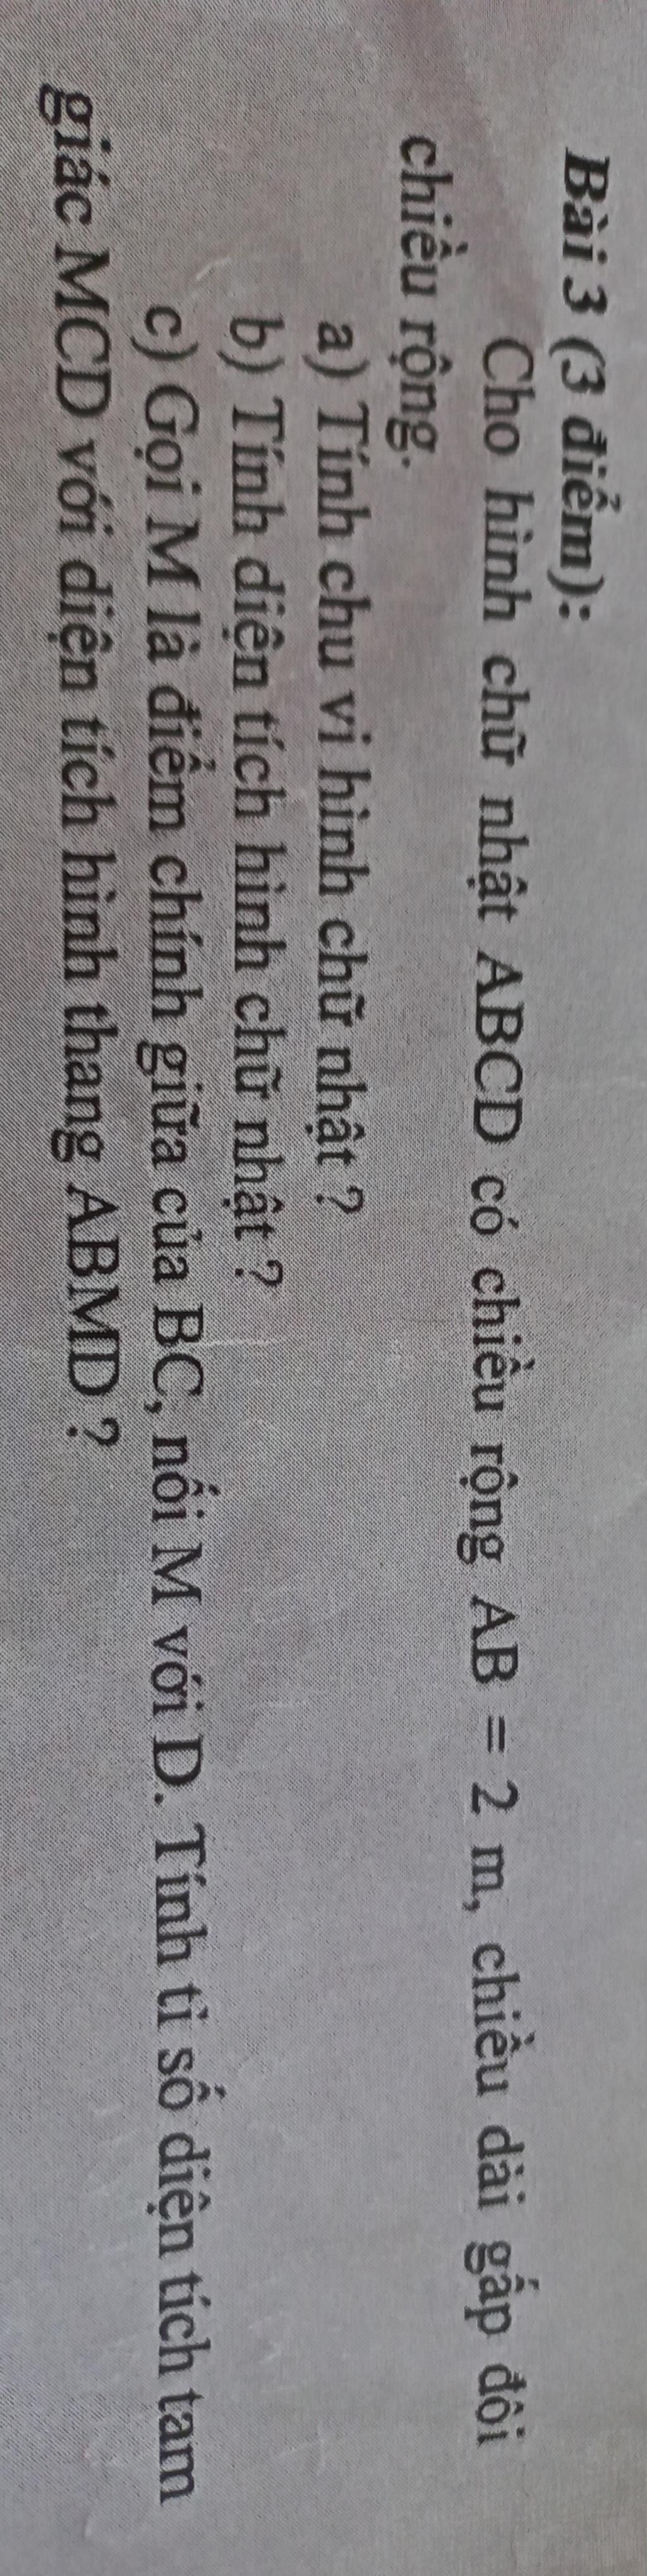 Bài 3 (3 điểm):
Cho hình chữ nhật ABCD có chiều rộng AB = 2 m, chiều dài gấp đôi
chiều rộng.
a) Tính chu vi hình chữ nhật ?
b) Tính diện tích hình chữ nhật ?
c) Gọi M là điểm chính giữa của BC, nối M với D. Tính tỉ số diện tích tam
giác MCD với diện tích hình thang ABMD ?